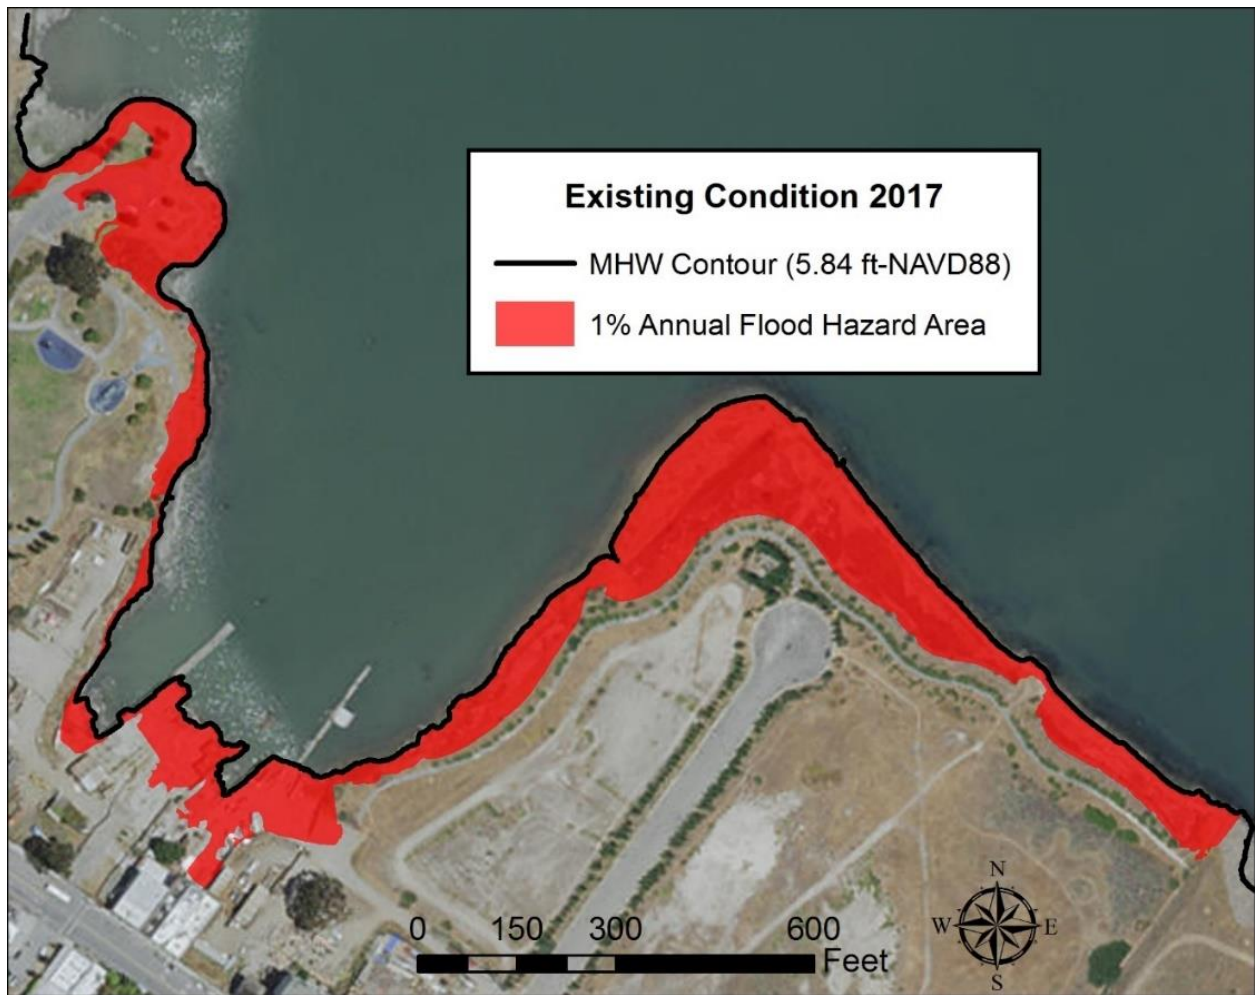 Existing Condition 2017
MHW Contour (5.84 ft-NAVD88)
1% Annual Flood Hazard Area
N
W E
S
0 150 300 600
Feet